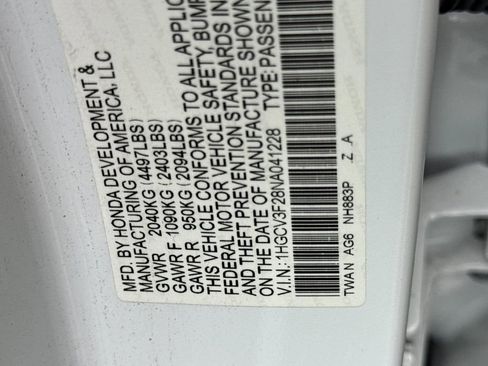 MFD. BY HONDA DEVELOPMENT &
MANUFACTURING OF AMERICA, LLC
GVWR 2040KG (4497LBS)
GAWR F 1090KG (2403LBS)
GAWR R 950KG (2094LBS)
THIS VEHICLE CONFORMS TO ALL APPLIC
FEDERAL MOTOR VEHICLE SAFETY, BUMP
AND THEFT PREVENTION STANDARDS IN
ON THE DATE OF MANUFACTURE SHOWN
V.I.N.: 1HGCV3F28NA041228 TYPE: PASSEN
TWAN AG6 NH883P Z A